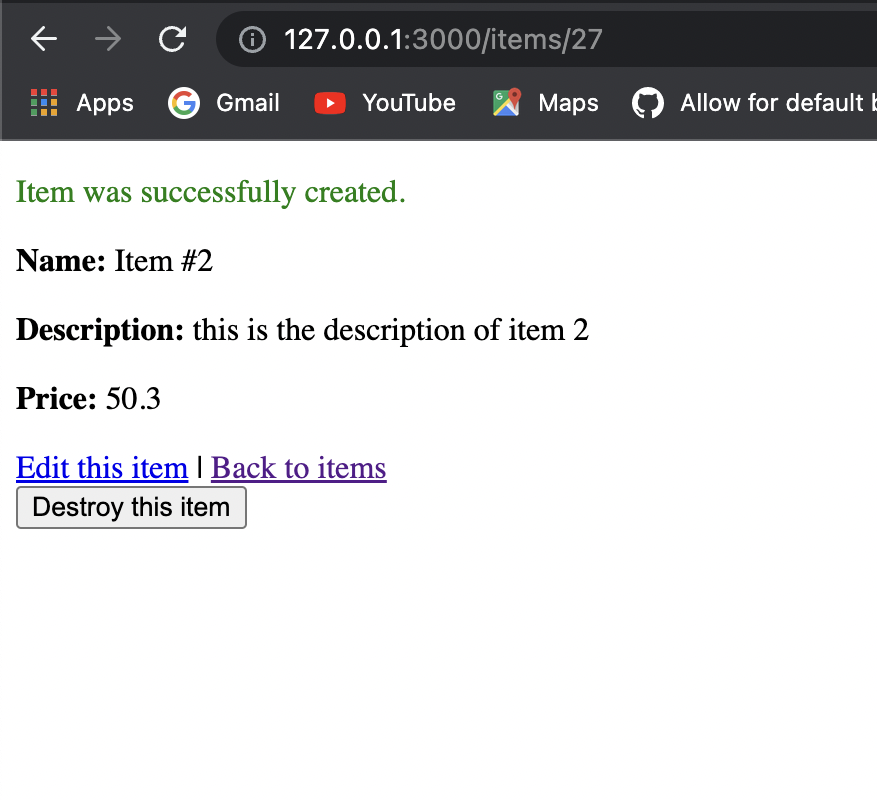 127.0.0.1:3000/items/27
Apps Gmail YouTube Maps Allow for default
Item was successfully created.
Name: Item #2
Description: this is the description of item 2
Price: 50.3
Edit this item | Back to items
Destroy this item